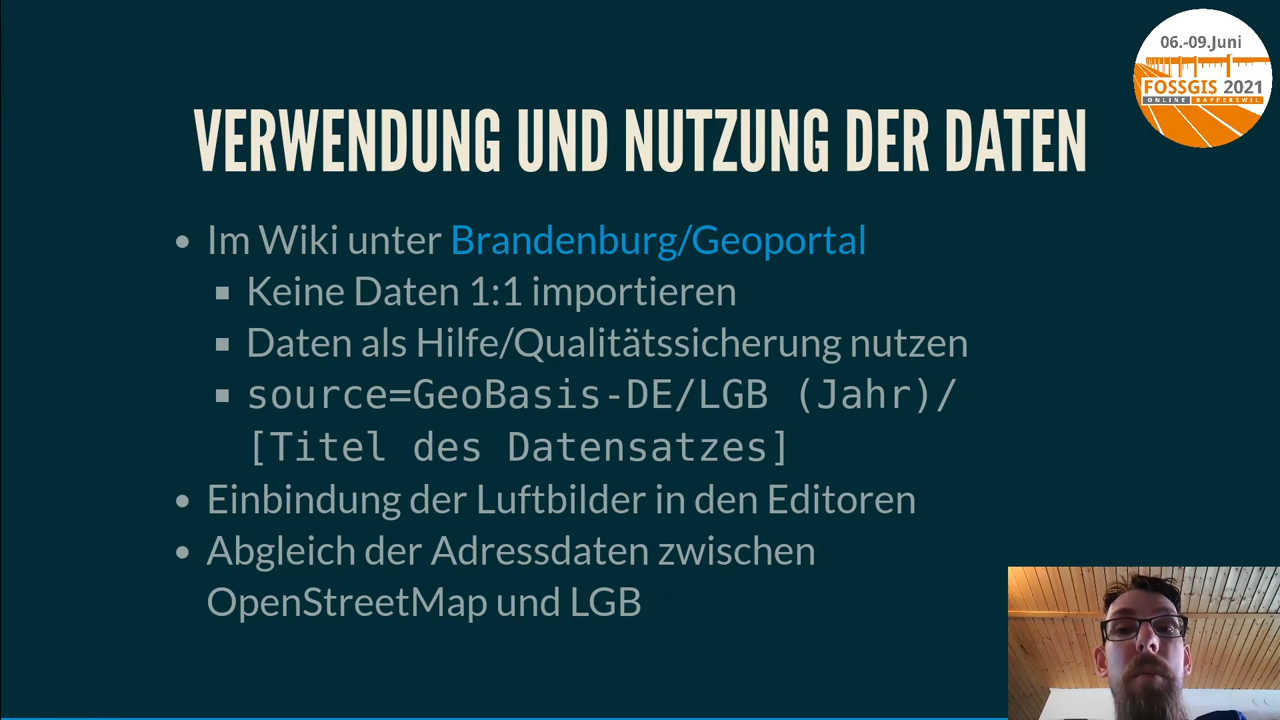 06.-09.Juni
FOSSGIS 2021
ONLINE RAPPERSWIL
VERWENDUNG UND NUTZUNG DER DATEN
Im Wiki unter Brandenburg/Geoportal
Keine Daten 1:1 importieren
Daten als Hilfe/Qualitätssicherung nutzen
source=GeoBasis-DE/LGB (Jahr)/
[Titel des Datensatzes]
Einbindung der Luftbilder in den Editoren
Abgleich der Adressdaten zwischen
OpenStreetMap und LGB